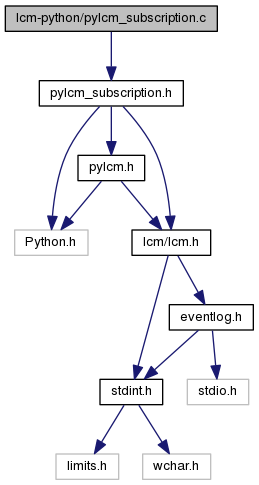 lcm-python/pylcm_subscription.c
pylcm_subscription.h
pylcm.h
Python.h
lcm/lcm.h
eventlog.h
stdint.h
stdio.h
limits.h
wchar.h